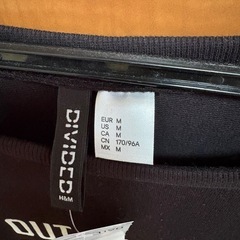 DIVIDED
H&M
EUR M
US M
CA M
CN 170/96A
MX M
OUT